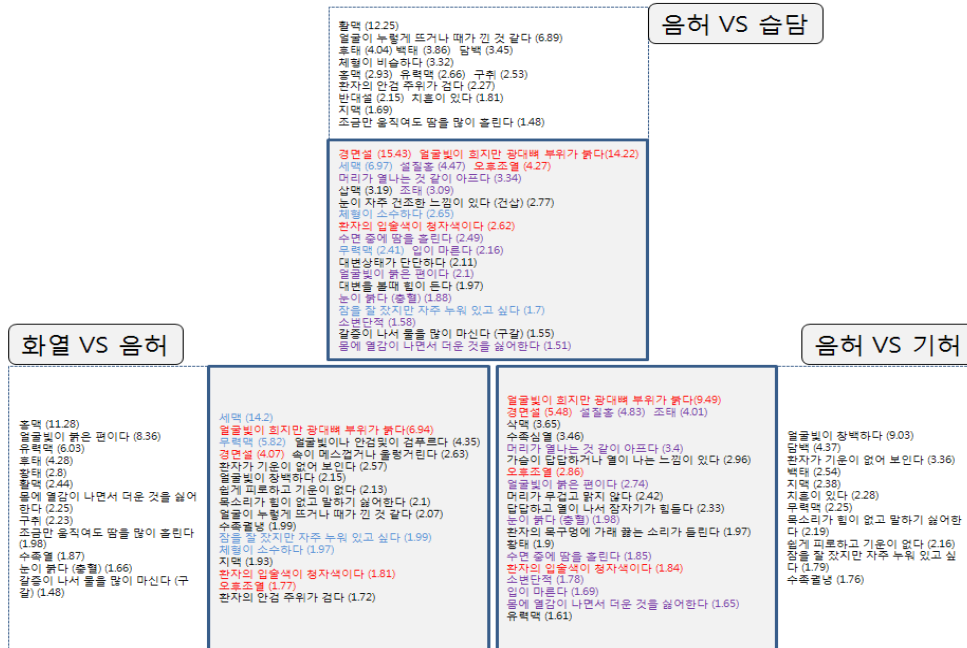 음허 VS 습담
활맥 (12.25)
얼굴이 누렇게 뜨거나 때가 낀 것 같다 (6.89)
후태 (4.04) 백태 (3.86) 담백 (3.45)
체형이 비습하다 (3.32)
홍맥 (2.93) 유력맥 (2.66) 구취 (2.53)
환자의 안검 주위가 검다 (2.27)
반대설 (2.15) 치흔이 있다 (1.81)
지맥 (1.69)
조금만 움직여도 땀을 많이 흘린다 (1.48)
경면설 (15.43) 얼굴빛이 희지만 광대뼈 부위가 붉다(14.22)
세맥 (6.97) 설질홍 (4.47) 오후조열 (4.27)
머리가 열나는 것 같이 아프다 (3.34)
삽맥 (3.19) 조태 (3.09)
눈이 자주 건조한 느낌이 있다 (건삽) (2.77)
체형이 소수하다 (2.65)
환자의 입술색이 청자색이다 (2.62)
수면 중에 땀을 흘린다 (2.49)
무력맥 (2.41) 입이 마른다 (2.16)
대변상태가 단단하다 (2.11)
얼굴빛이 붉은 편이다 (2.1)
대변을 볼때 힘이 든다 (1.97)
눈이 붉다 (충혈) (1.88)
잠을 잘 잤지만 자주 누워 있고 싶다 (1.7)
소변단적 (1.58)
갈증이 나서 물을 많이 마신다 (구갈) (1.55)
몸에 열감이 나면서 더운 것을 싫어한다 (1.51)
화열 VS 음허
홍맥 (11.28)
얼굴빛이 붉은 편이다 (8.36)
유력맥 (6.03)
후태 (4.28)
황태 (2.8)
활맥 (2.44)
몸에 열감이 나면서 더운 것을 싫어
한다 (2.25)
구취 (2.23)
조금만 움직여도 땀을 많이 흘린다
(1.98)
수족열 (1.87)
눈이 붉다 (충혈) (1.66)
갈증이 나서 물을 많이 마신다 (구
갈) (1.48)
세맥 (14.2)
얼굴빛이 희지만 광대뼈 부위가 붉다(6.94)
무력맥 (5.82) 얼굴빛이나 안검빛이 검푸르다 (4.35)
경면설 (4.07) 속이 메스껍거나 울렁거린다 (2.63)
환자가 기운이 없어 보인다 (2.57)
얼굴빛이 창백하다 (2.15)
쉽게 피로하고 기운이 없다 (2.13)
목소리가 힘이 없고 말하기 싫어한다 (2.1)
얼굴이 누렇게 뜨거나 때가 낀 것 같다 (2.07)
수족궐냉 (1.99)
잠을 잘 잤지만 자주 누워 있고 싶다 (1.99)
체형이 소수하다 (1.97)
지맥 (1.93)
환자의 입술색이 청자색이다 (1.81)
오후조열 (1.77)
환자의 안검 주위가 검다 (1.72)
음허 VS 기허
얼굴빛이 희지만 광대뼈 부위가 붉다(9.49)
경면설 (5.48) 설질홍 (4.83) 조태 (4.01)
삭맥 (3.65)
수족심열 (3.46)
머리가 열나는 것 같이 아프다 (3.4)
가슴이 답답하거나 열이 나는 느낌이 있다 (2.96)
오후조열 (2.86)
얼굴빛이 붉은 편이다 (2.74)
머리가 무겁고 맑지 않다 (2.42)
답답하고 열이 나서 잠자기가 힘들다 (2.33)
눈이 붉다 (충혈) (1.98)
환자의 목구멍에 가래 끓는 소리가 들린다 (1.97)
황태 (1.9)
수면 중에 땀을 흘린다 (1.85)
환자의 입술색이 청자색이다 (1.84)
소변단적 (1.78)
입이 마른다 (1.69)
몸에 열감이 나면서 더운 것을 싫어한다 (1.65)
유력맥 (1.61)
얼굴빛이 창백하다 (9.03)
담백 (4.37)
환자가 기운이 없어 보인다 (3.36)
백태 (2.54)
지맥 (2.38)
치흔이 있다 (2.28)
무력맥 (2.25)
목소리가 힘이 없고 말하기 싫어한
다 (2.19)
쉽게 피로하고 기운이 없다 (2.16)
잠을 잘 잤지만 자주 누워 있고 싶
다 (1.79)
수족궐냉 (1.76)